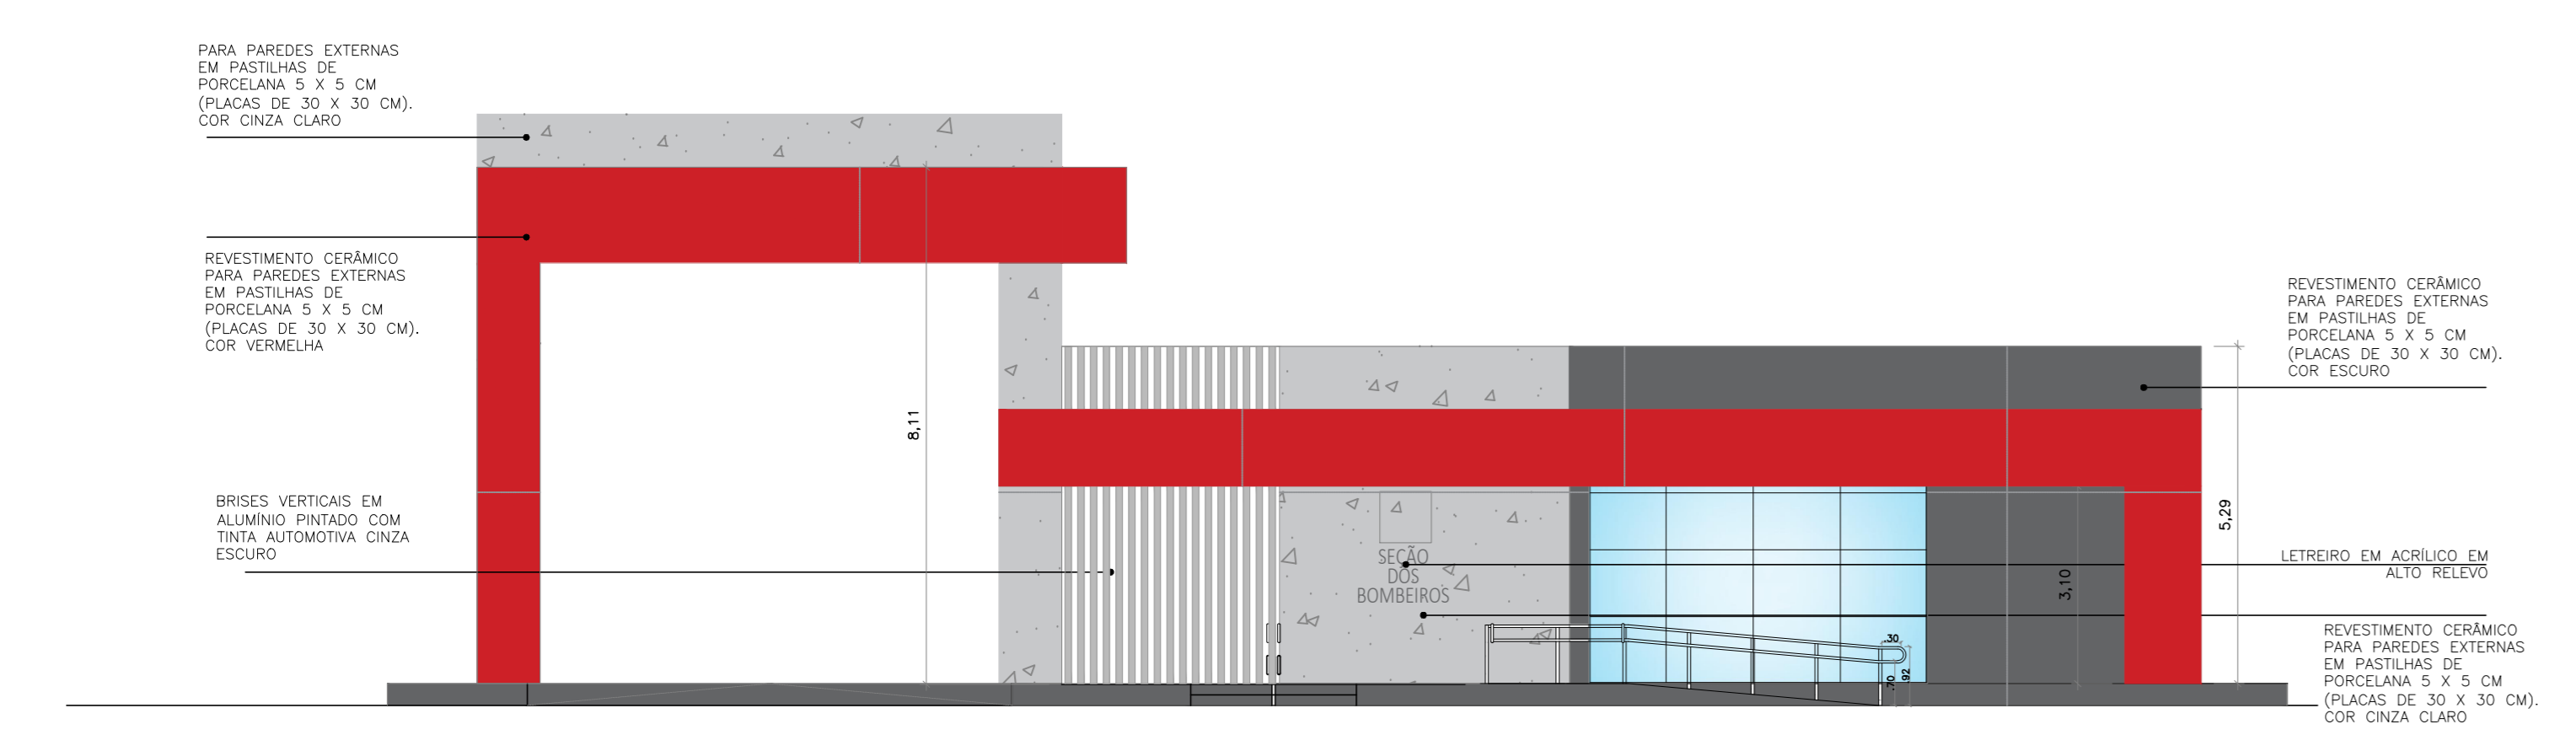 PARA PAREDES EXTERNAS
EM PASTILHAS DE
PORCELANA 5 X 5 CM
(PLACAS DE 30 X 30 CM).
COR CINZA CLARO
REVESTIMENTO CERÂMICO
PARA PAREDES EXTERNAS
EM PASTILHAS DE
PORCELANA 5 X 5 CM
(PLACAS DE 30 X 30 CM).
COR VERMELHA
BRISES VERTICAIS EM
ALUMÍNIO PINTADO COM
TINTA AUTOMOTIVA CINZA
ESCURO
8,11
SEÇÃO
DOS
BOMBEIROS
.30
.70
.92
3,10
5,29
REVESTIMENTO CERÂMICO
PARA PAREDES EXTERNAS
EM PASTILHAS DE
PORCELANA 5 X 5 CM
(PLACAS DE 30 X 30 CM).
COR ESCURO
LETREIRO EM ACRÍLICO EM
ALTO RELEVO
REVESTIMENTO CERÂMICO
PARA PAREDES EXTERNAS
EM PASTILHAS DE
PORCELANA 5 X 5 CM
(PLACAS DE 30 X 30 CM).
COR CINZA CLARO